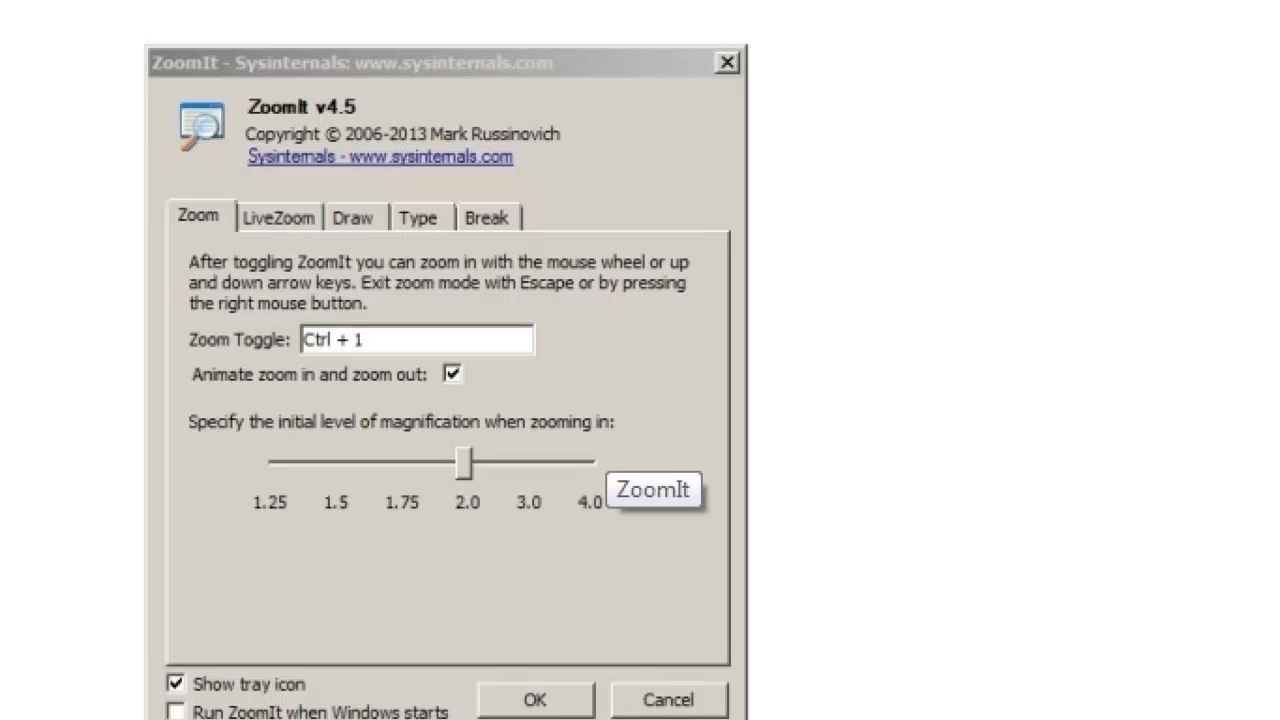 ZoomIt - Sysinternals: www.sysinternals.com
ZoomIt v4.5
Copyright © 2006-2013 Mark Russinovich
Sysinternals - www.sysinternals.com
Zoom LiveZoom Draw Type Break
After toggling ZoomIt you can zoom in with the mouse wheel or up
and down arrow keys. Exit zoom mode with Escape or by pressing
the right mouse button.
Zoom Toggle: Ctrl + 1
Animate zoom in and zoom out:
Specify the initial level of magnification when zooming in:
ZoomIt
1.25 1.5 1.75 2.0 3.0 4.0
Show tray icon
OK Cancel
Run ZoomIt when Windows starts